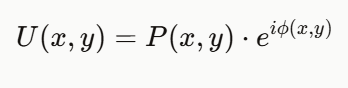 U(x, y) = P(x, y) · e^{iϕ(x,y)}